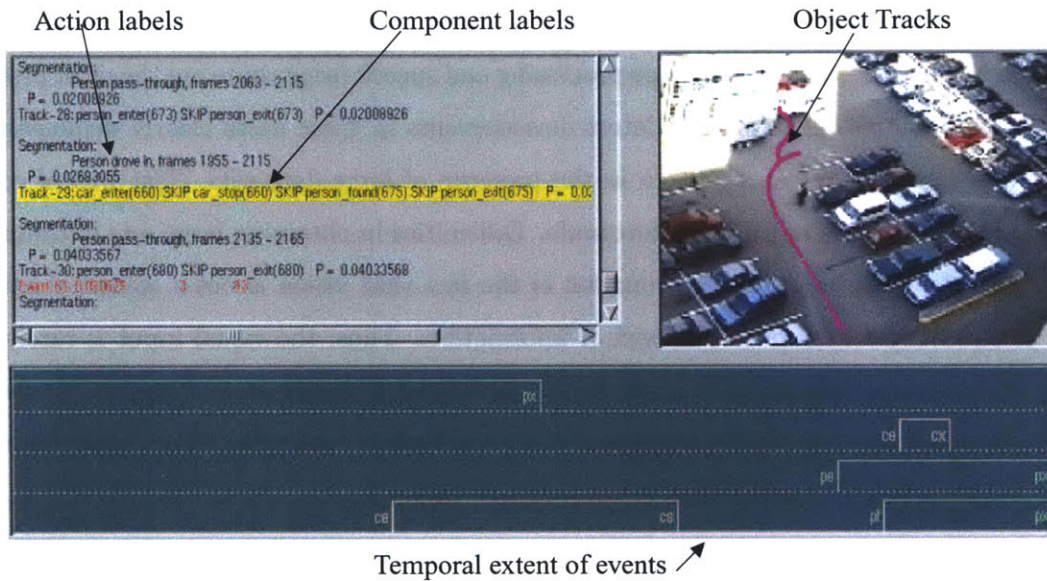 Action labels Component labels Object Tracks
Segmentation:
Person pass-through, frames 2063 - 2115
P = 0.02008926
Track-28: person_enter(673) SKIP person_exit(673) P = 0.02008926
Segmentation:
Person drove in, frames 1955 - 2115
P = 0.02683055
Track-29: car_enter(660) SKIP car_stop(660) SKIP person_found(675) SKIP person_exit(675) P = 0.02
Segmentation:
Person pass-through, frames 2135 - 2165
P = 0.04033567
Track-30: person_enter(680) SKIP person_exit(680) P = 0.04033568
Segmentation:
px
ce cx
pe px
ce cs pf px
Temporal extent of events